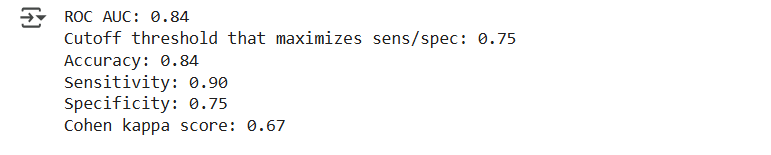 ROC AUC: 0.84
Cutoff threshold that maximizes sens/spec: 0.75
Accuracy: 0.84
Sensitivity: 0.90
Specificity: 0.75
Cohen kappa score: 0.67